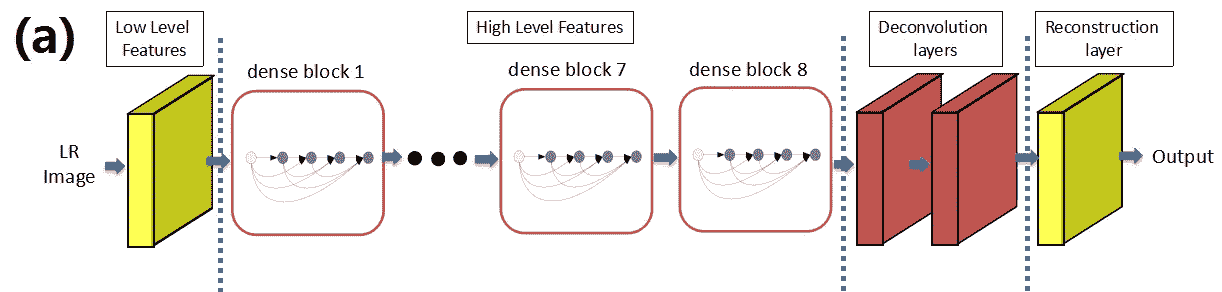 (a)
Low Level
Features
High Level Features
Deconvolution
layers
Reconstruction
layer
dense block 1
dense block 7
dense block 8
LR
Image
Output